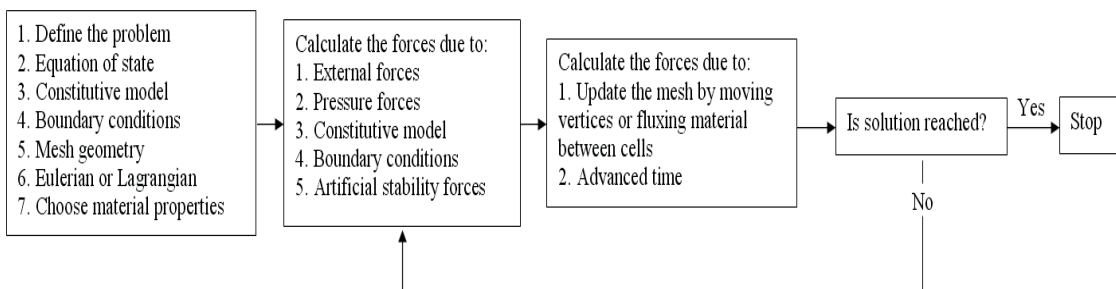 1. Define the problem
2. Equation of state
3. Constitutive model
4. Boundary conditions
5. Mesh geometry
6. Eulerian or Lagrangian
7. Choose material properties
Calculate the forces due to:
1. External forces
2. Pressure forces
3. Constitutive model
4. Boundary conditions
5. Artificial stability forces
Calculate the forces due to:
1. Update the mesh by moving
vertices or fluxing material
between cells
2. Advanced time
Is solution reached?
Yes
Stop
No